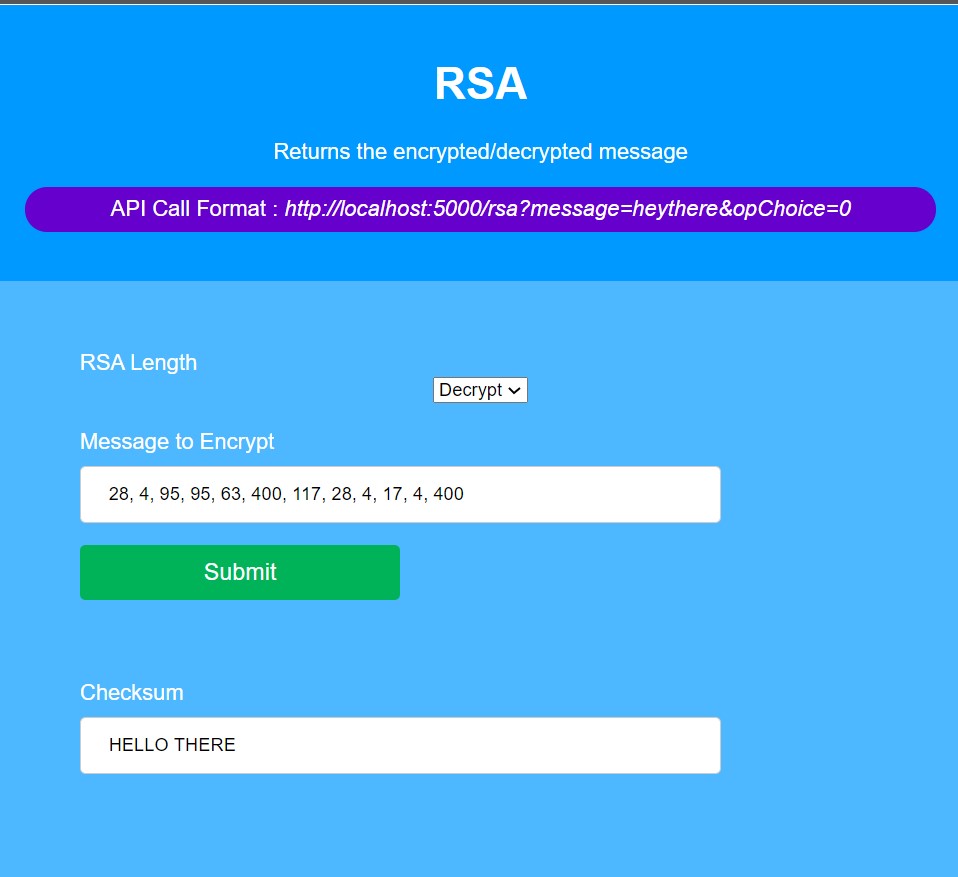 RSA
Returns the encrypted/decrypted message
API Call Format : http://localhost:5000/rsa?message=heythere&opChoice=0
RSA Length
Decrypt
Message to Encrypt
28, 4, 95, 95, 63, 400, 117, 28, 4, 17, 4, 400
Submit
Checksum
HELLO THERE